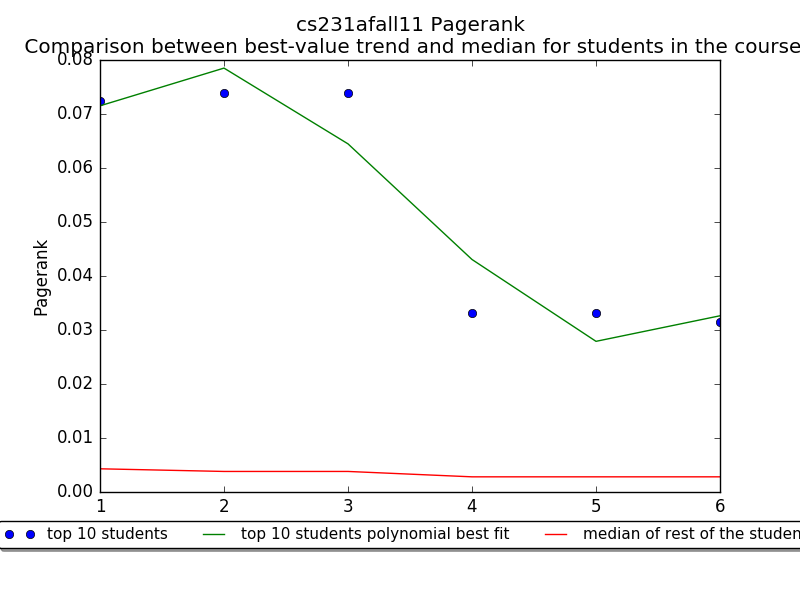 cs231afall11 Pagerank
Comparison between best-value trend and median for students in the course
0.08
0.07
0.06
0.05
0.04
0.03
0.02
0.01
0.00
Pagerank
1 2 3 4 5 6
top 10 students top 10 students polynomial best fit median of rest of the studen